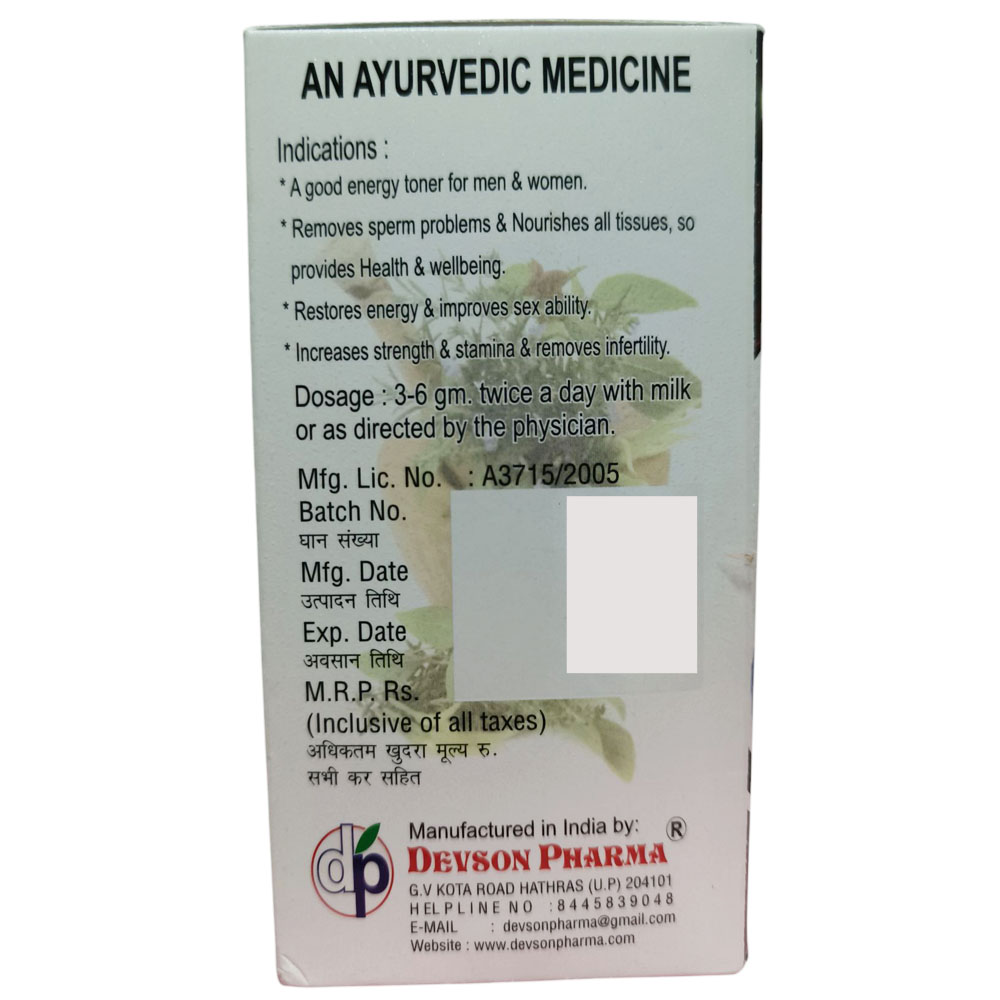 AN AYURVEDIC MEDICINE
Indications :
* A good energy toner for men & women.
* Removes sperm problems & Nourishes all tissues, so
provides Health & wellbeing.
* Restores energy & improves sex ability.
* Increases strength & stamina & removes infertility.
Dosage : 3-6 gm. twice a day with milk
or as directed by the physician.
Mfg. Lic. No. : A3715/2005
Batch No.
घान संख्या
Mfg. Date
उत्पादन तिथि
Exp. Date
अवसान तिथि
M.R.P. Rs.
(Inclusive of all taxes)
अधिकतम खुदरा मूल्य रु.
सभी कर सहित
dp
Manufactured in India by: ®
DEVSON PHARMA
G.V KOTA ROAD HATHRAS (U.P) 204101
HELPLINE NO : 8445839048
E-MAIL : devsonpharma@gmail.com
Website : www.devsonpharma.com